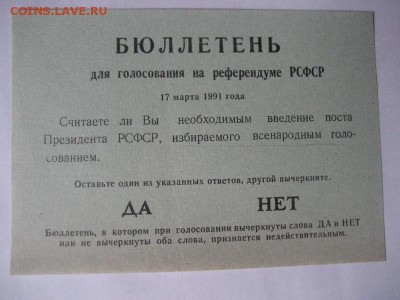 COINS.LAVE.RU
БЮЛЛЕТЕНЬ
для голосования на референдуме РСФСР
17 марта 1991 года
Считаете ли Вы необходимым введение поста
Президента РСФСР, избираемого всенародным голо-
сованием.
Оставьте один из указанных ответов, другой вычеркните.
ДА НЕТ
Бюллетень, в котором при голосовании вычеркнуты слова ДА и НЕТ
или не вычеркнуты оба слова, признается недействительным.